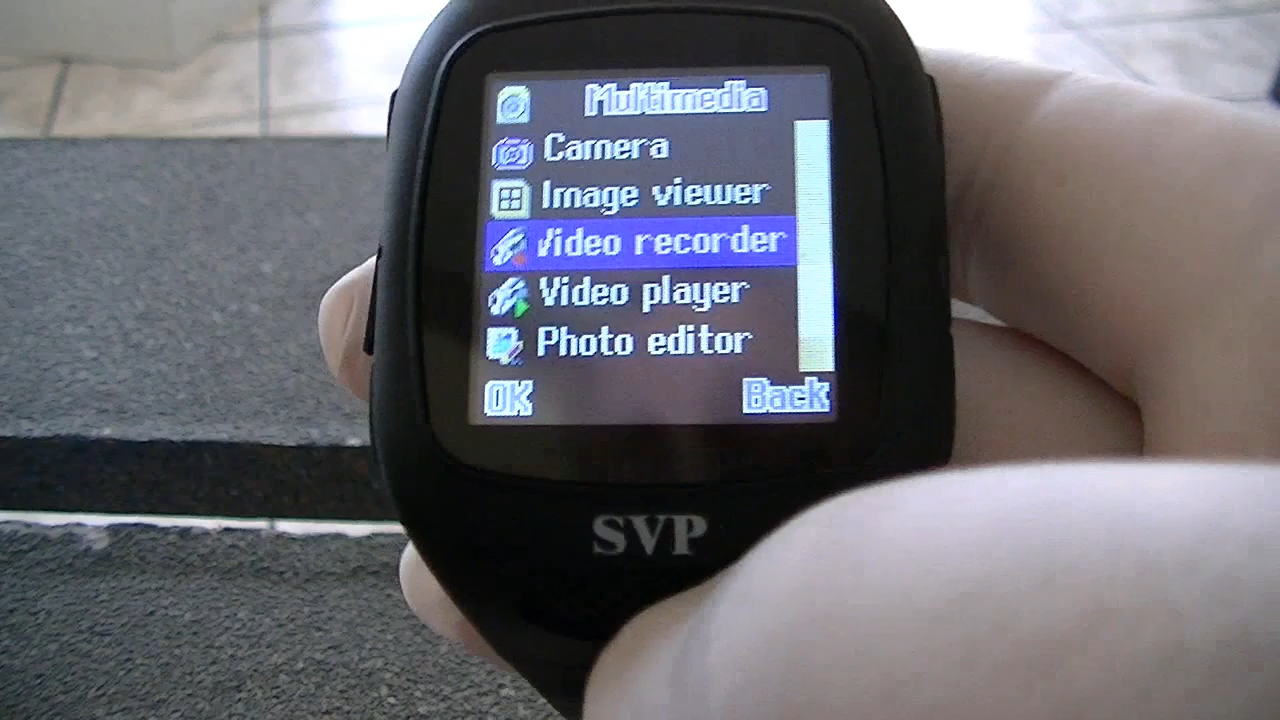 Multimedia
Camera
Image viewer
Video recorder
Video player
Photo editor
OK Back
SVP